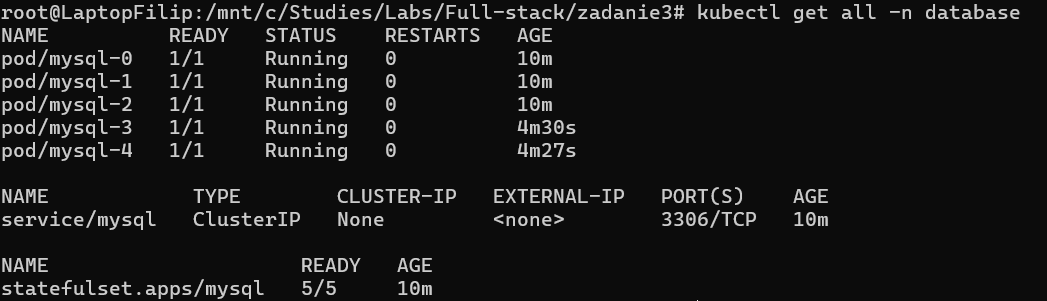 root@LaptopFilip:/mnt/c/Studies/Labs/Full-stack/zadanie3# kubectl get all -n database
NAME READY STATUS RESTARTS AGE
pod/mysql-0 1/1 Running 0 10m
pod/mysql-1 1/1 Running 0 10m
pod/mysql-2 1/1 Running 0 10m
pod/mysql-3 1/1 Running 0 4m30s
pod/mysql-4 1/1 Running 0 4m27s
NAME TYPE CLUSTER-IP EXTERNAL-IP PORT(S) AGE
service/mysql ClusterIP None <none> 3306/TCP 10m
NAME READY AGE
statefulset.apps/mysql 5/5 10m